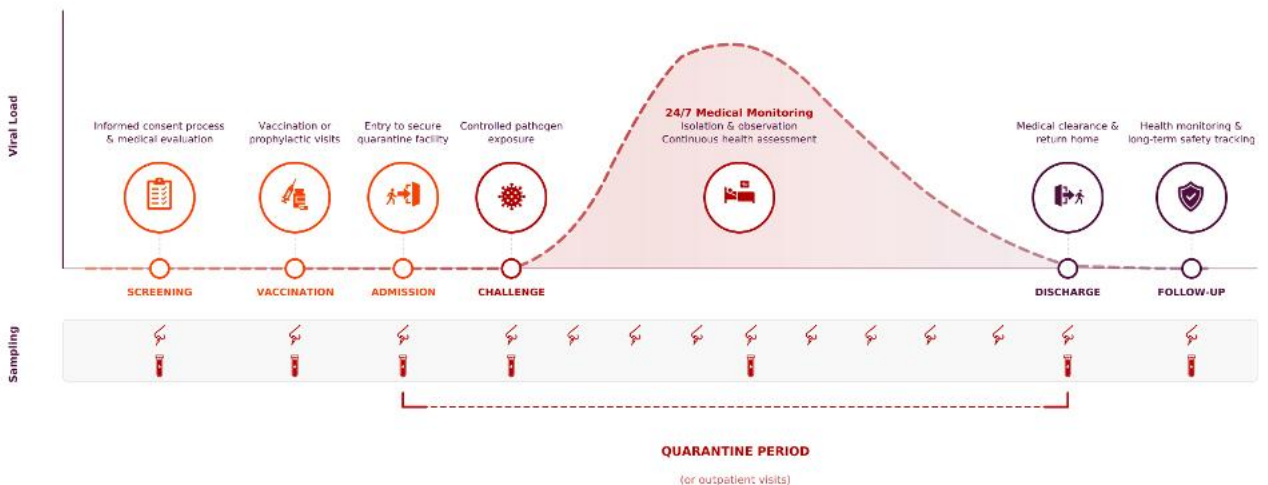 Viral Load
Informed consent process
& medical evaluation
Vaccination or
prophylactic visits
Entry to secure
quarantine facility
Controlled pathogen
exposure
24/7 Medical Monitoring
Isolation & observation
Continuous health assessment
Medical clearance &
return home
Health monitoring &
long-term safety tracking
SCREENING
VACCINATION
ADMISSION
CHALLENGE
DISCHARGE
FOLLOW-UP
Sampling
QUARANTINE PERIOD
(or outpatient visits)